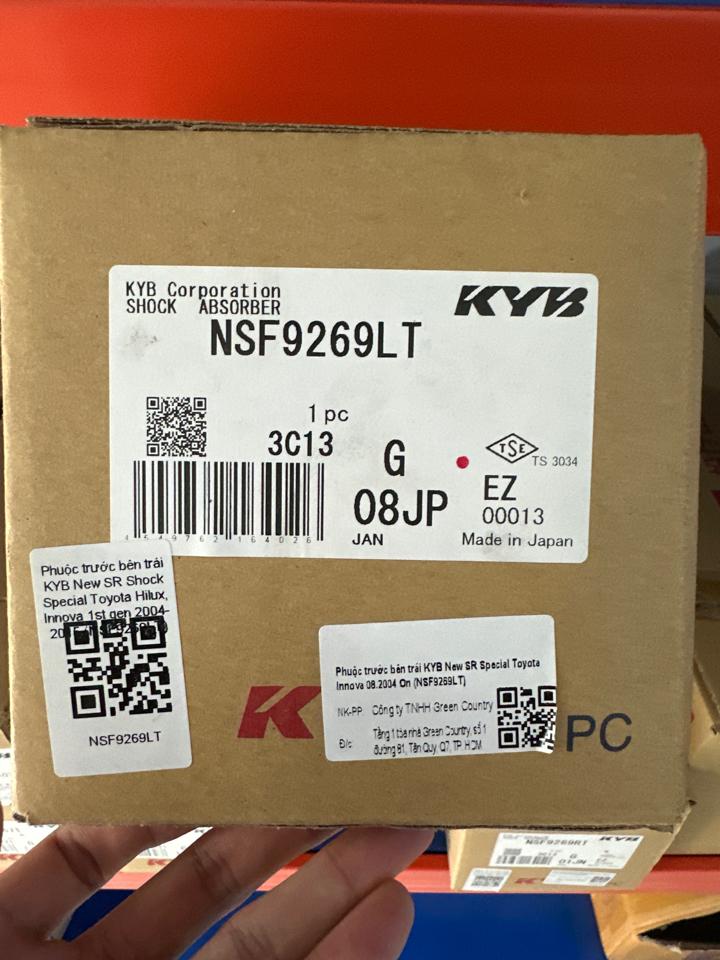 KYB Corporation
SHOCK ABSORBER
KYB
NSF9269LT
1 pc
3C13
G
TSE
TS 3034
08JP
EZ
00013
JAN
Made in Japan
4549762164026
Phuộc trước bên trái
KYB New SR Shock
Special Toyota Hilux,
Innova 1st gen 2004-
NSF9269LT
Phuộc trước bên trái KYB New SR Special Toyota
Innova 08.2004 On (NSF9269LT)
NK-PP: Công ty TNHH Green Country
Đ/c: Tầng 1 tòa nhà Green Country, số 1
đường 81, Tân Quy, Q7, TP. HCM
K
PC
NSF9269RT
KYB
G
01JN
EZ